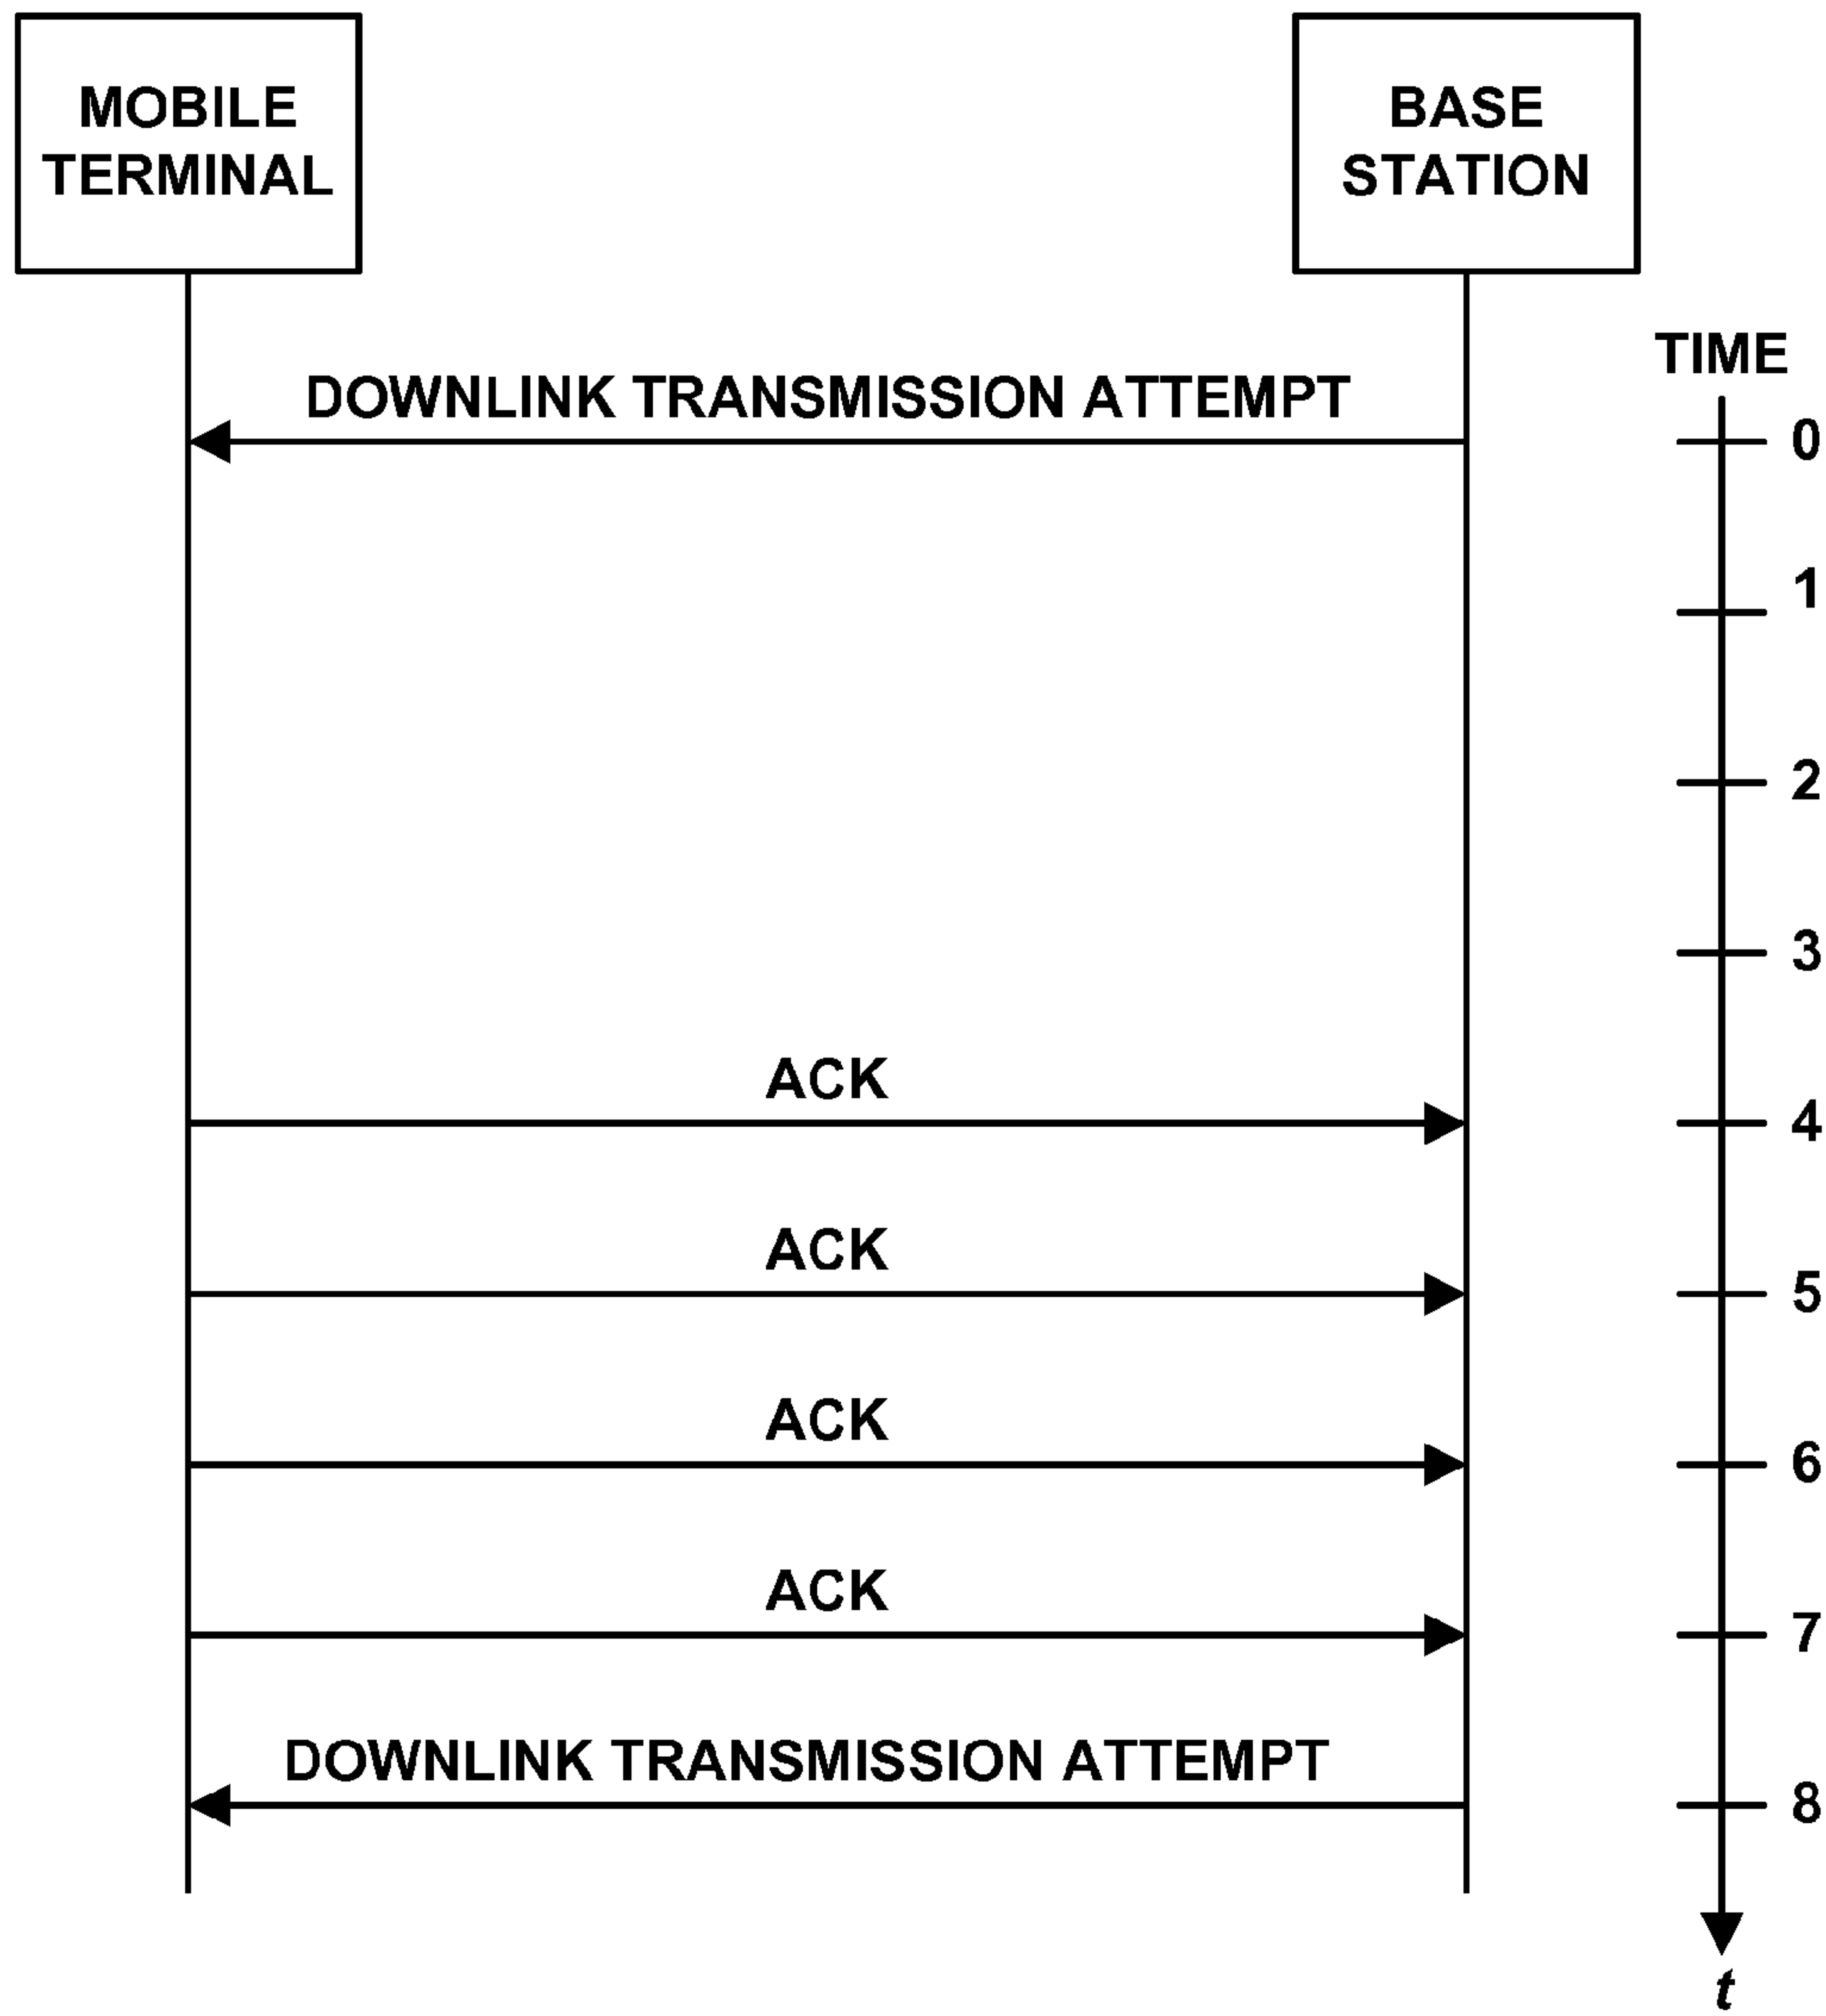 MOBILE
TERMINAL
BASE
STATION
TIME
DOWNLINK TRANSMISSION ATTEMPT
0
1
2
3
ACK
4
ACK
5
ACK
6
ACK
7
DOWNLINK TRANSMISSION ATTEMPT
8
t